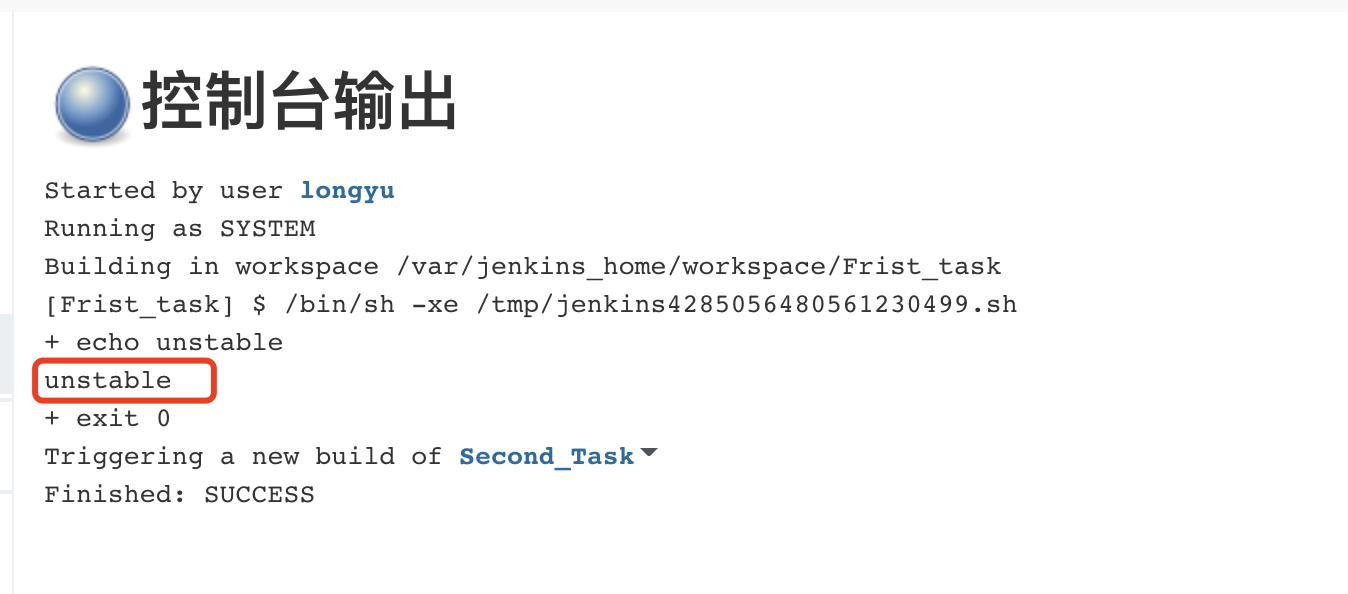 控制台输出
Started by user longyu
Running as SYSTEM
Building in workspace /var/jenkins_home/workspace/Frist_task
[Frist_task] $ /bin/sh -xe /tmp/jenkins4285056480561230499.sh
+ echo unstable
unstable
+ exit 0
Triggering a new build of Second_Task
Finished: SUCCESS